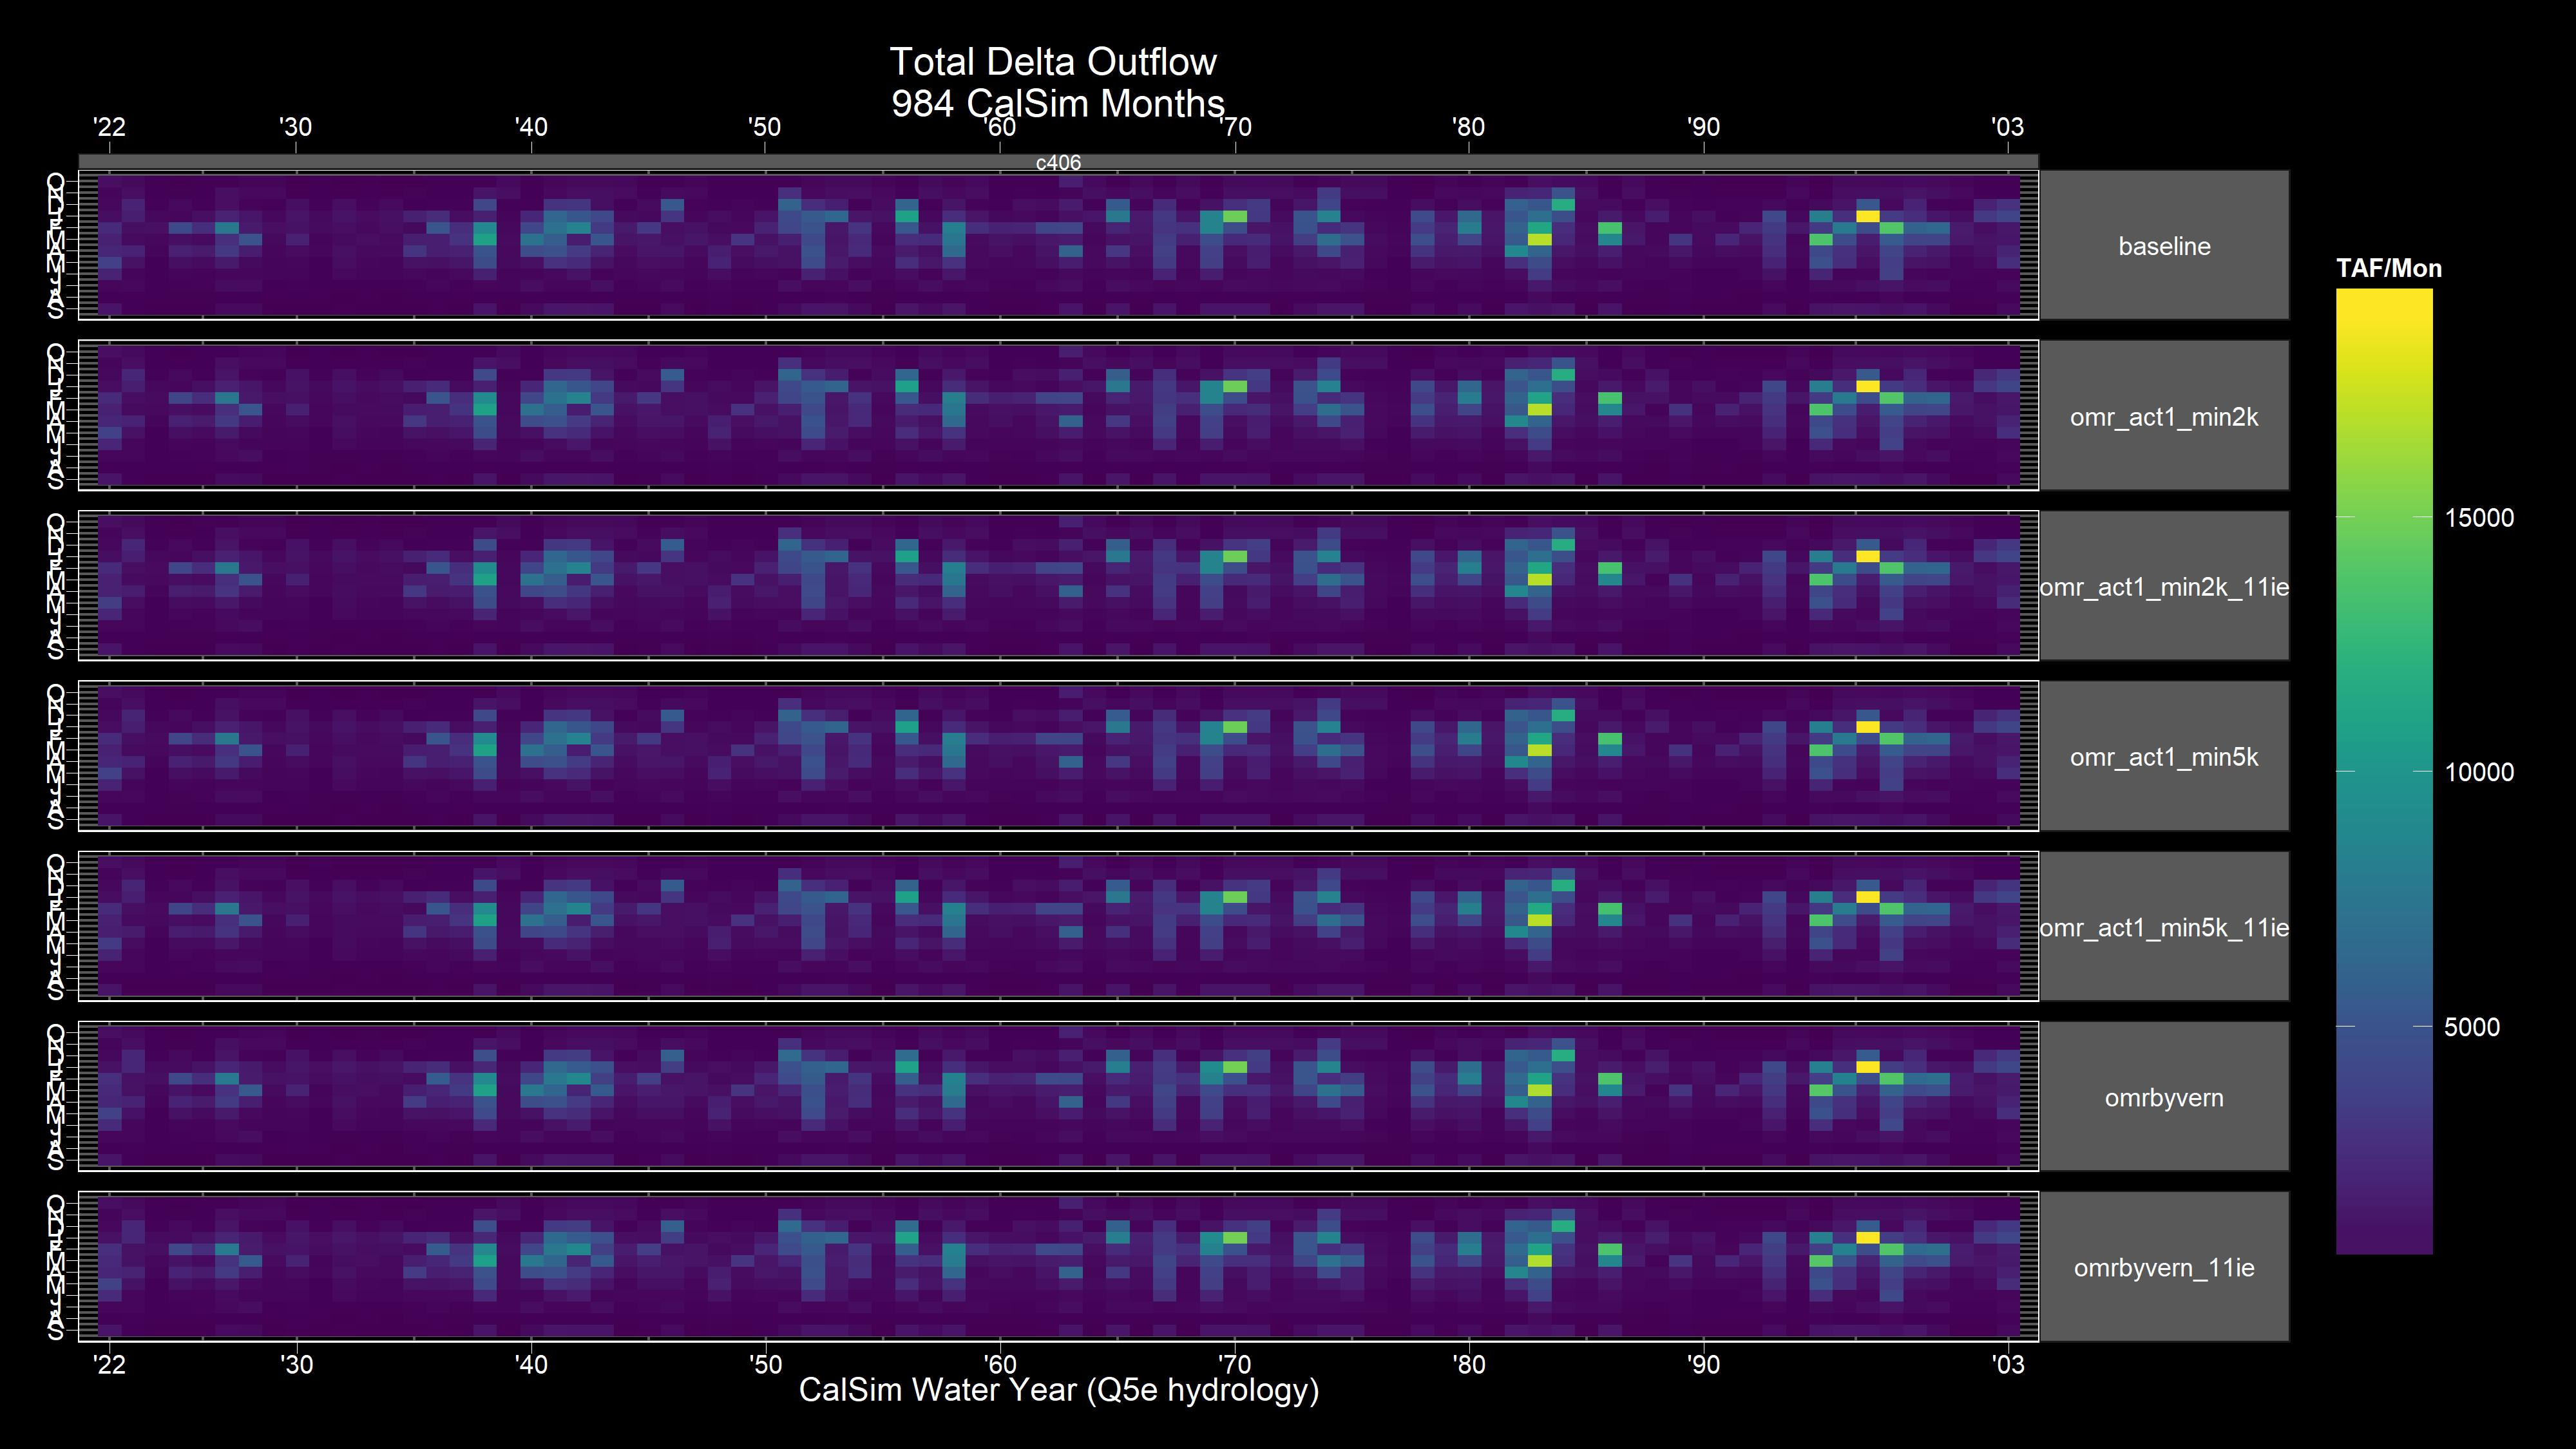 Total Delta Outflow
984 CalSim Months
'22 '30 '40 '50 '60 '70 '80 '90 '03
c406
O N D J F M A M J J A S
baseline
O N D J F M A M J J A S
omr_act1_min2k
O N D J F M A M J J A S
omr_act1_min2k_11ie
O N D J F M A M J J A S
omr_act1_min5k
O N D J F M A M J J A S
omr_act1_min5k_11ie
O N D J F M A M J J A S
omrbyvern
O N D J F M A M J J A S
omrbyvern_11ie
'22 '30 '40 '50 '60 '70 '80 '90 '03
CalSim Water Year (Q5e hydrology)
TAF/Mon
15000
10000
5000